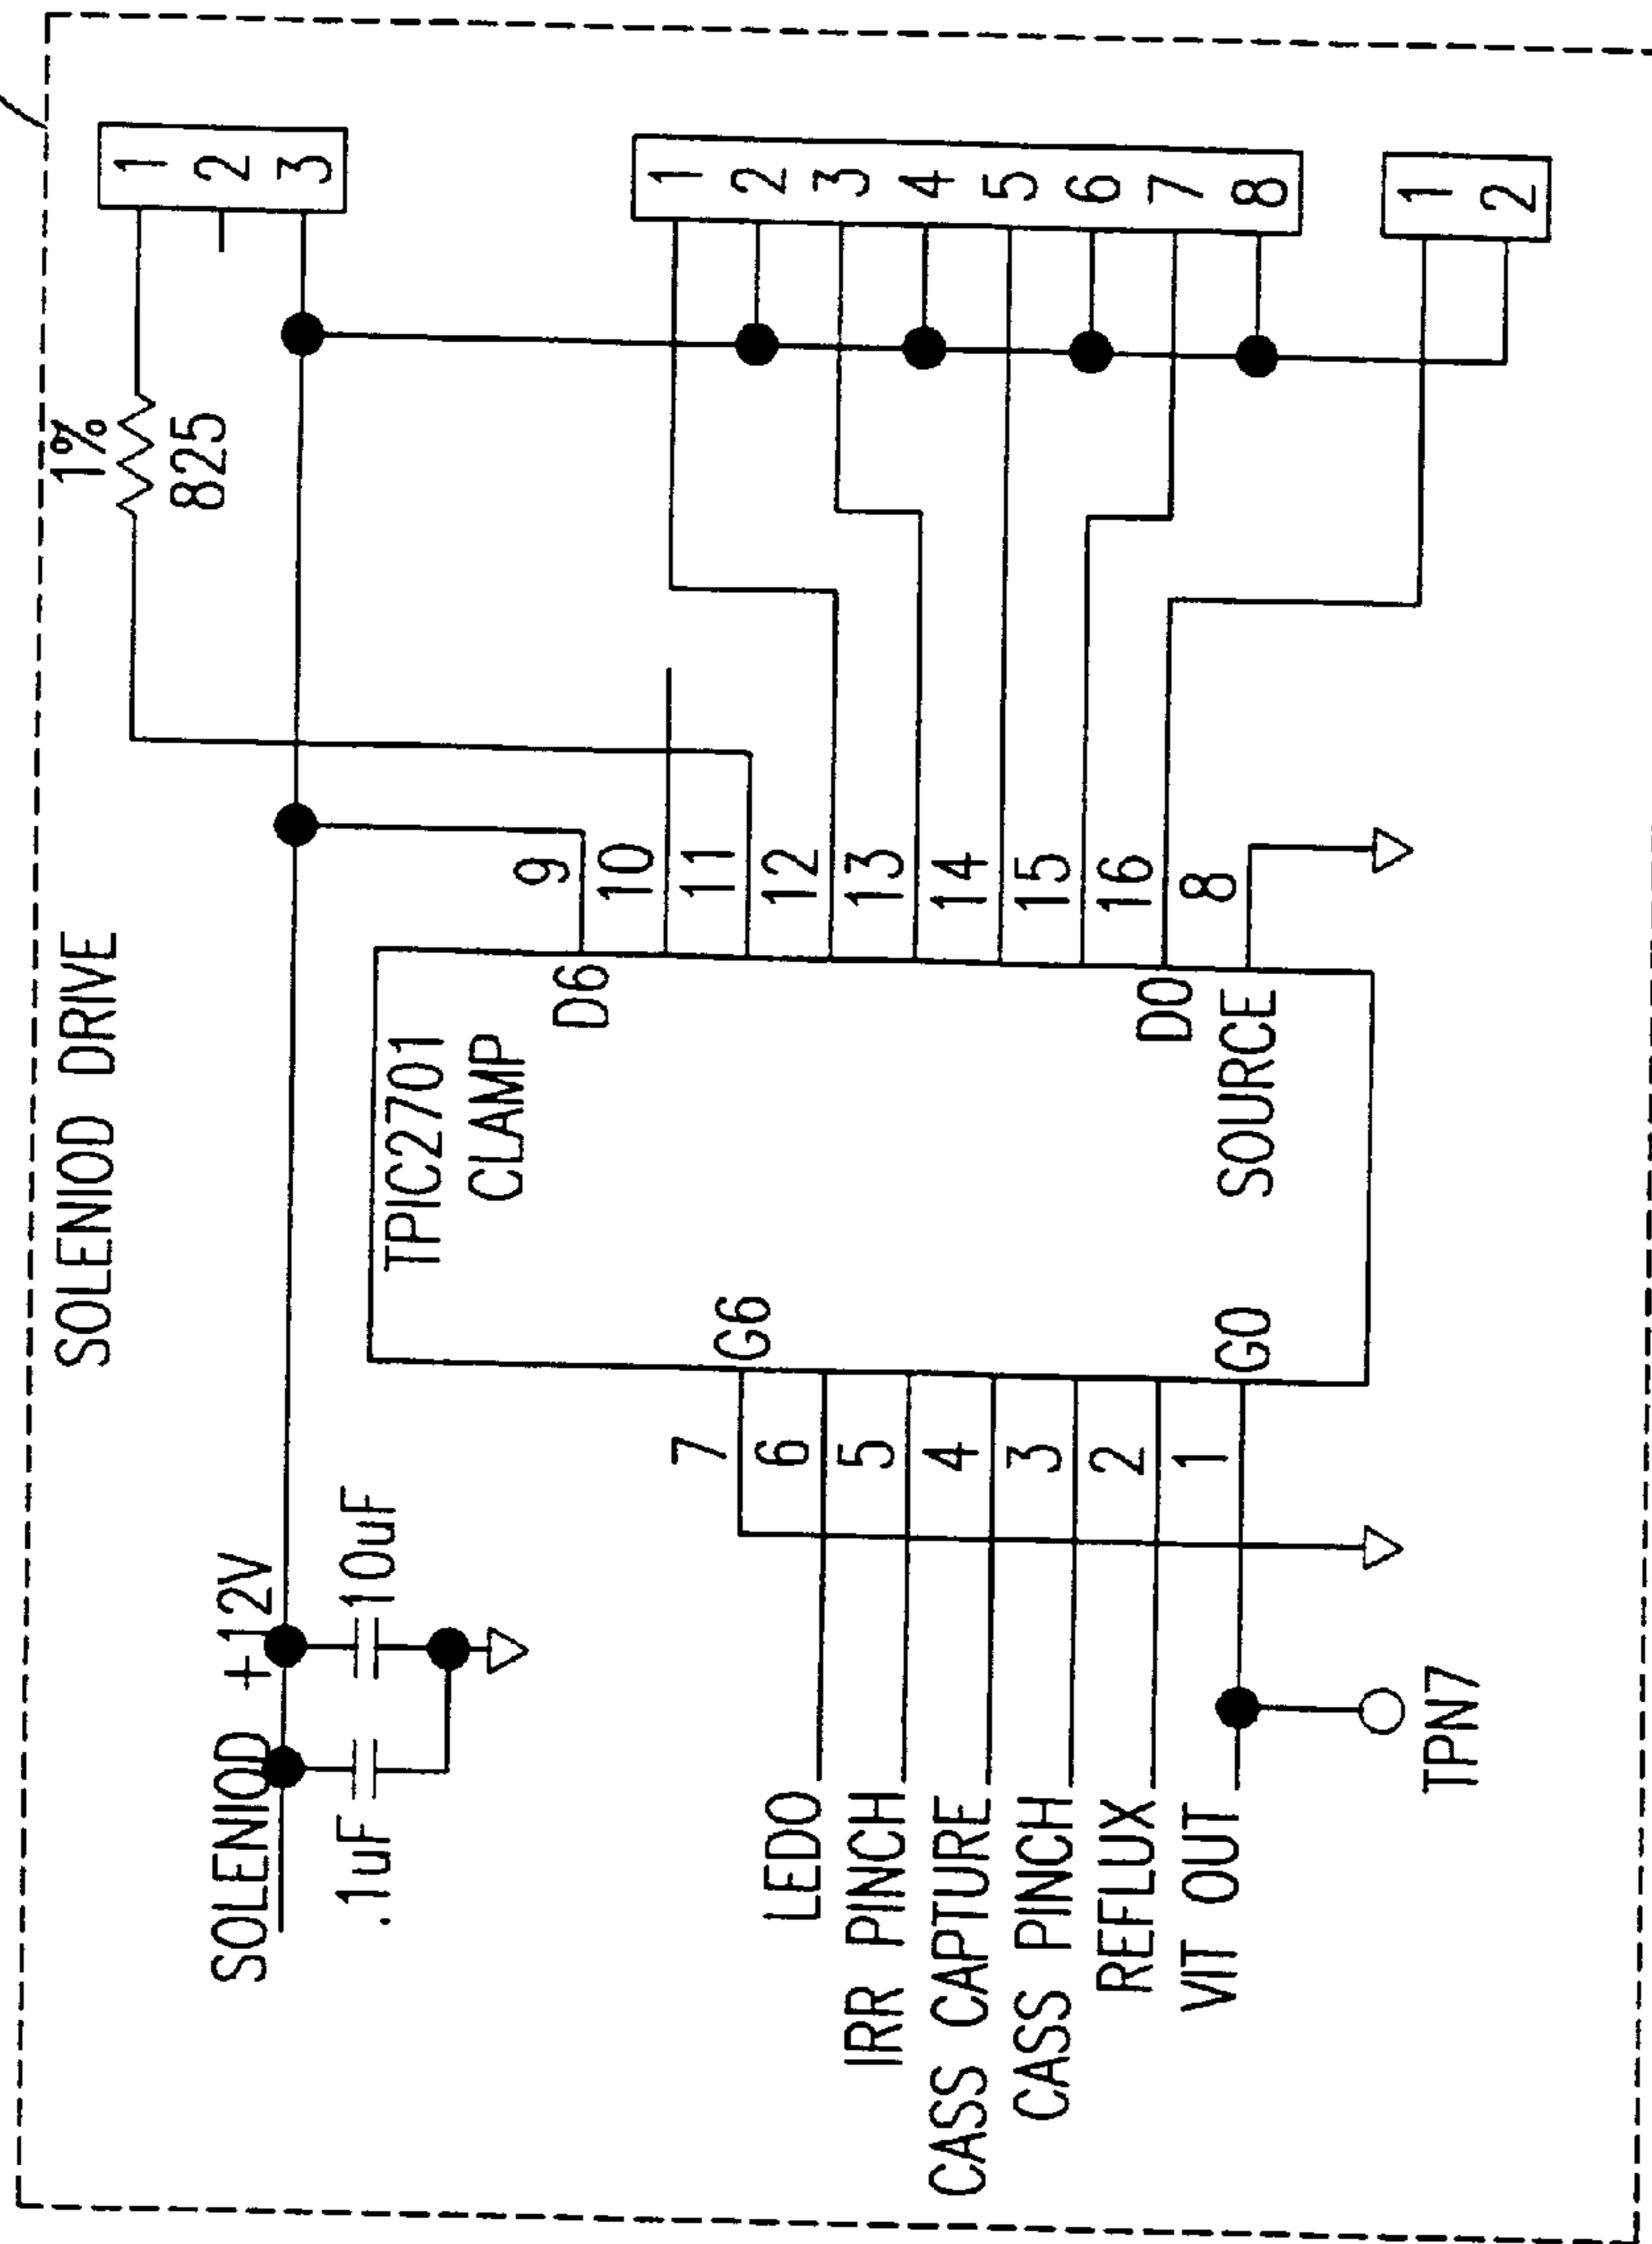 SOLENIOD DRIVE
SOLENIOD +12V
.1uF
10uF
1%
825
1
2
3
TPIC2701
CLAMP
D6
9
10
11
12
13
14
15
16
8
D0
SOURCE
G6
G0
7
6
5
4
3
2
1
LED0
IRR PINCH
CASS CAPTURE
CASS PINCH
REFLUX
VIT OUT
TPN7
1
2
3
4
5
6
7
8
1
2